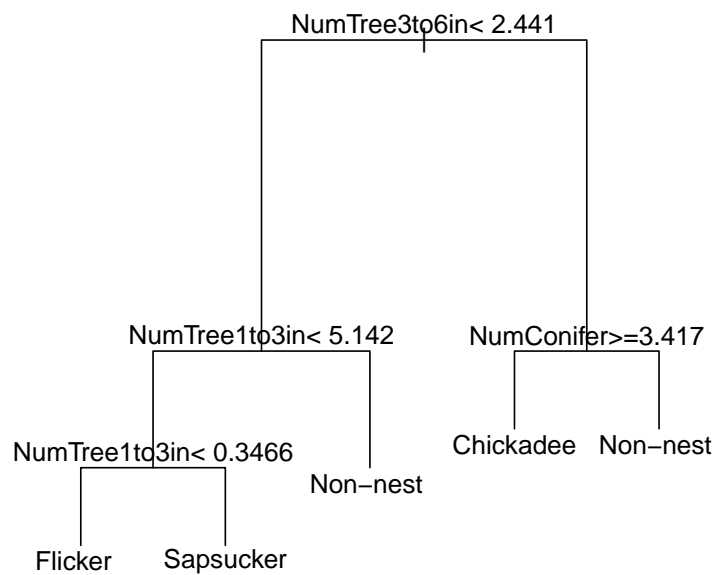 NumTree3to6in< 2.441
NumTree1to3in< 5.142
NumConifer>=3.417
NumTree1to3in< 0.3466
Chickadee
Non−nest
Non−nest
Flicker
Sapsucker